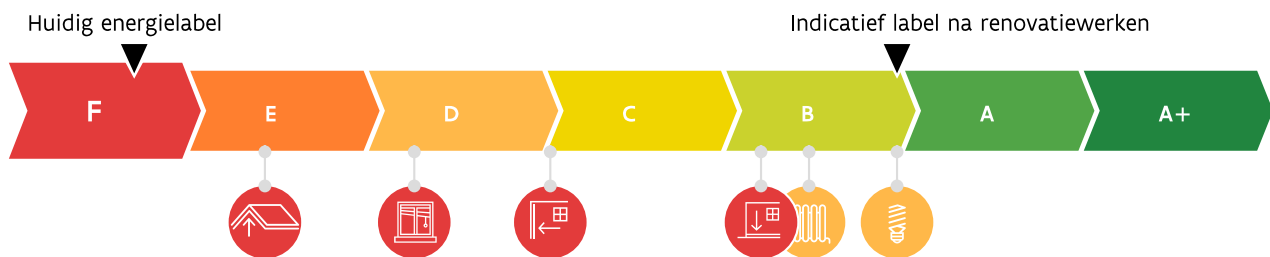 Huidig energielabel
Indicatief label na renovatiewerken
F
E
D
C
B
A
A+